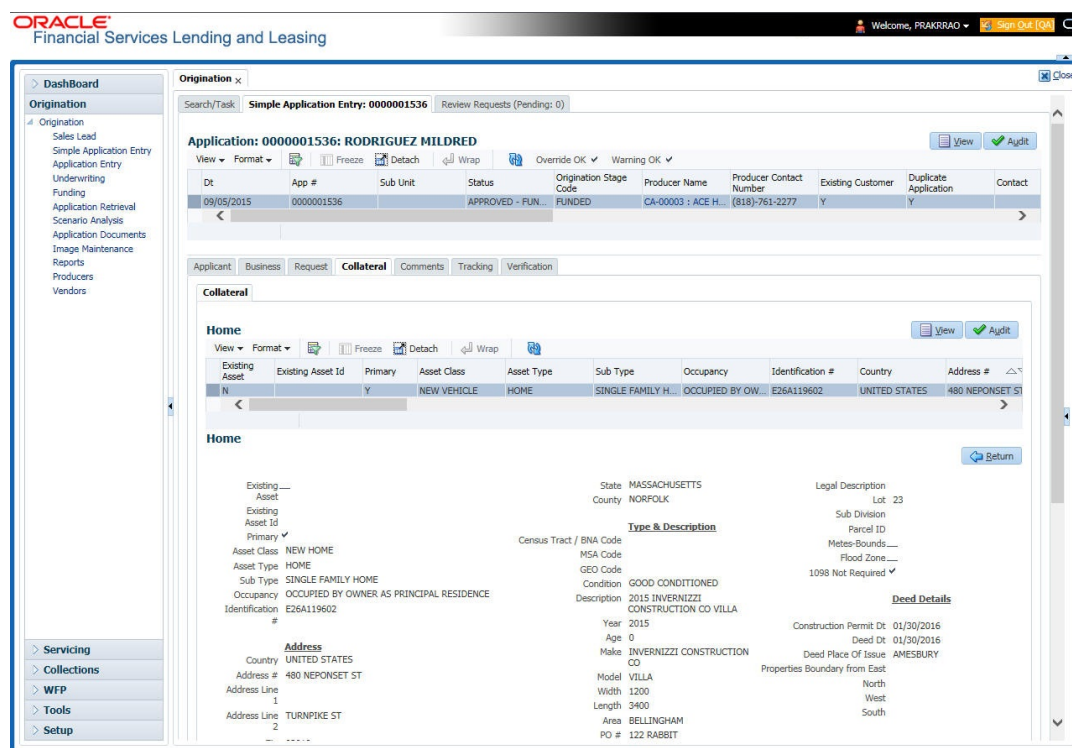 ORACLE
Financial Services Lending and Leasing
Welcome, PRAKRRAO
Sign Out [QA]
DashBoard
Origination
Origination
Sales Lead
Simple Application Entry
Application Entry
Underwriting
Funding
Application Retrieval
Scenario Analysis
Application Documents
Image Maintenance
Reports
Producers
Vendors
Servicing
Collections
WFP
Tools
Setup
Origination
Close
Search/Task Simple Application Entry: 0000001536 Review Requests (Pending: 0)
Application: 0000001536: RODRIGUEZ MILDRED
View Audit
View Format Freeze Detach Wrap Override OK Warning OK
Dt App # Sub Unit Status Origination Stage Code Producer Name Producer Contact Number Existing Customer Duplicate Application Contact
09/05/2015 0000001536 APPROVED - FUN... FUNDED CA-00003 : ACE H... (818)-761-2277 Y Y
Applicant Business Request Collateral Comments Tracking Verification
Collateral
Home
View Audit
View Format Freeze Detach Wrap
Existing Asset Existing Asset Id Primary Asset Class Asset Type Sub Type Occupancy Identification # Country Address #
N Y NEW VEHICLE HOME SINGLE FAMILY H... OCCUPIED BY OW... E26A119602 UNITED STATES 480 NEPONSET ST
Home
Return
Existing Asset
Existing Asset Id
Primary
Asset Class NEW HOME
Asset Type HOME
Sub Type SINGLE FAMILY HOME
Occupancy OCCUPIED BY OWNER AS PRINCIPAL RESIDENCE
Identification # E26A119602
Address
Country UNITED STATES
Address # 480 NEPONSET ST
Address Line 1
Address Line 2 TURNPIKE ST
State MASSACHUSETTS
County NORFOLK
Type & Description
Census Tract / BNA Code
MSA Code
GEO Code
Condition GOOD CONDITIONED
Description 2015 INVERNIZZI CONSTRUCTION CO VILLA
Year 2015
Age 0
Make INVERNIZZI CONSTRUCTION CO
Model VILLA
Width 1200
Length 3400
Area BELLINGHAM
PO # 122 RABBIT
Legal Description
Lot 23
Sub Division
Parcel ID
Metes-Bounds
Flood Zone
1098 Not Required
Deed Details
Construction Permit Dt 01/30/2016
Deed Dt 01/30/2016
Deed Place Of Issue AMESBURY
Properties Boundary from East
North
West
South